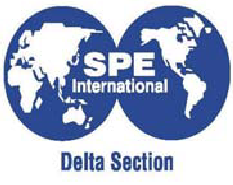 SPE
International
Delta Section